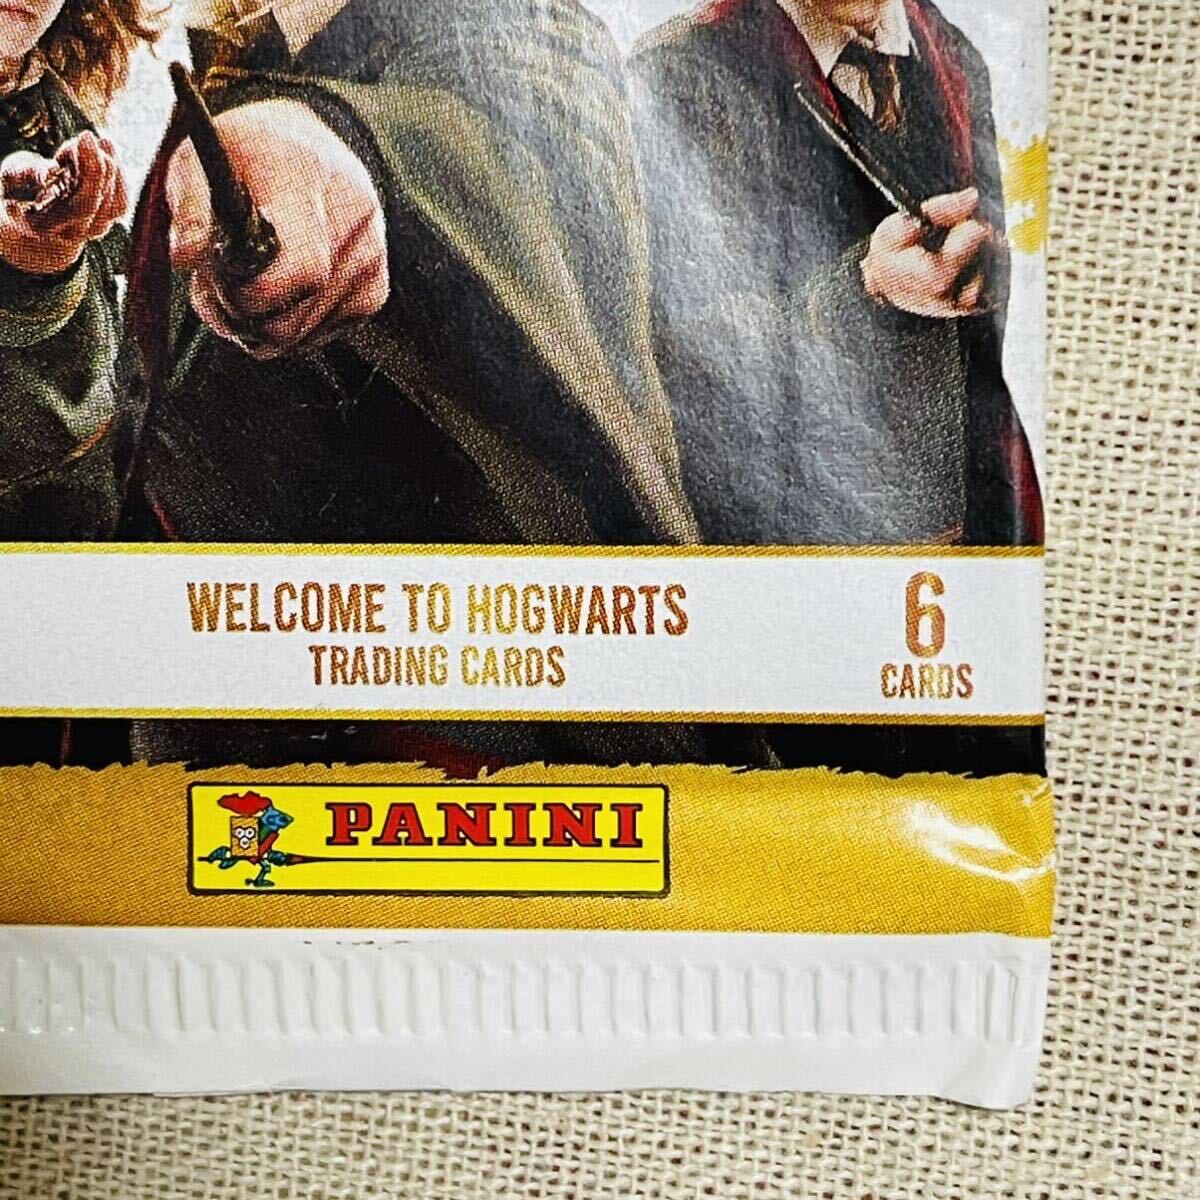 WELCOME TO HOGWARTS
TRADING CARDS
6
CARDS
PANINI